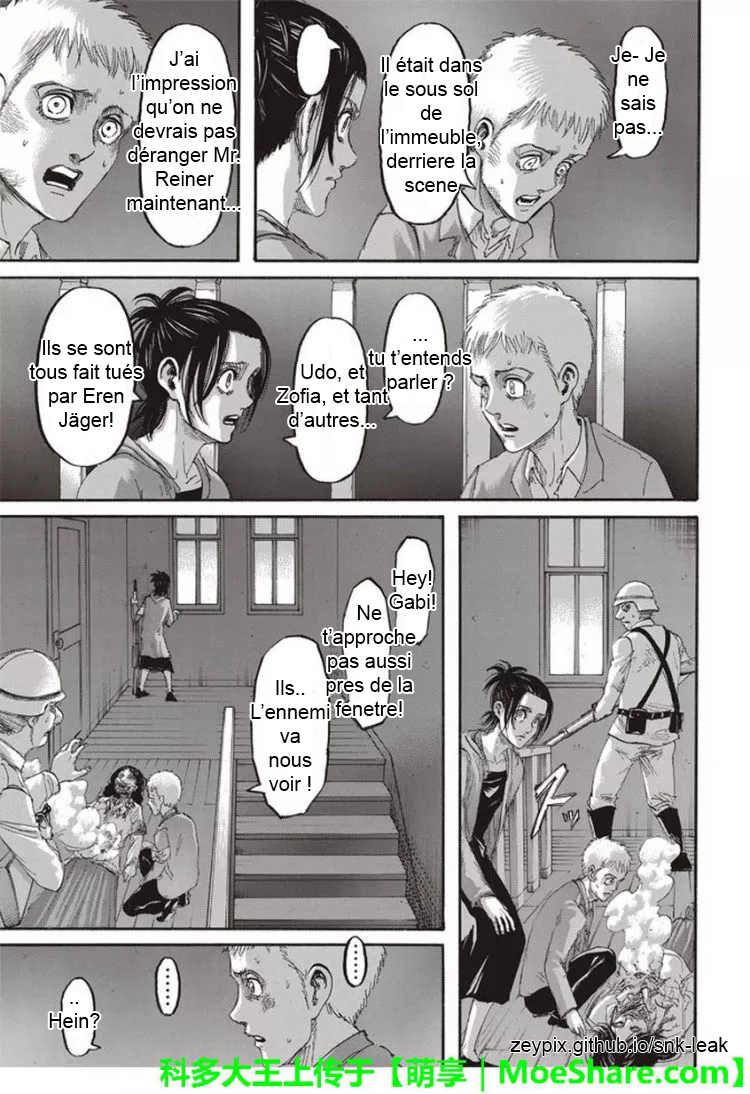 Je- Je
ne
sais
pas...
Il était dans
le sous sol
de
l'immeuble,
derriere la
scene
J'ai
l'impression
qu'on ne
devrais pas
déranger Mr.
Reiner
maintenant...
...
tu t'entends
parler ?
Udo, et
Zofia, et tant
d'autres...
Ils se sont
tous fait tués
par Eren
Jäger!
ズッ
Hey!
Gabi!
Ne
t'approche
pas aussi
pres de la
fenetre!
Ils..
L'ennemi
va
nous
voir !
......
......
..
Hein?
zeypix.github.io/snk-leak
科多大王上传于【萌享｜MoeShare.com】